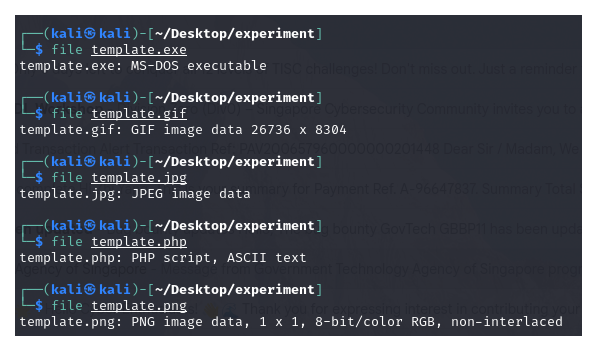 ┌──(kali㉿kali)-[~/Desktop/experiment]
└─$ file template.exe
template.exe: MS-DOS executable
┌──(kali㉿kali)-[~/Desktop/experiment]
└─$ file template.gif
template.gif: GIF image data 26736 x 8304
┌──(kali㉿kali)-[~/Desktop/experiment]
└─$ file template.jpg
template.jpg: JPEG image data
┌──(kali㉿kali)-[~/Desktop/experiment]
└─$ file template.php
template.php: PHP script, ASCII text
┌──(kali㉿kali)-[~/Desktop/experiment]
└─$ file template.png
template.png: PNG image data, 1 x 1, 8-bit/color RGB, non-interlaced